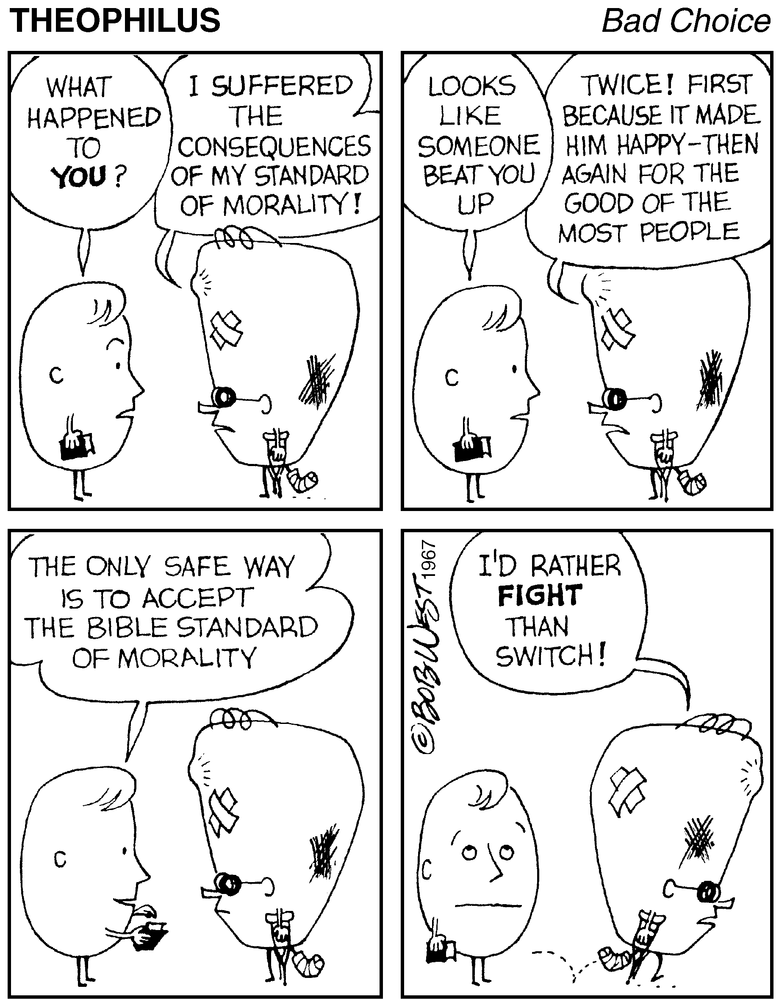 THEOPHILUS
Bad Choice
WHAT
HAPPENED
TO
YOU?
I SUFFERED
THE
CONSEQUENCES
OF MY STANDARD
OF MORALITY!
LOOKS
LIKE
SOMEONE
BEAT YOU
UP
TWICE! FIRST
BECAUSE IT MADE
HIM HAPPY-THEN
AGAIN FOR THE
GOOD OF THE
MOST PEOPLE
THE ONLY SAFE WAY
IS TO ACCEPT
THE BIBLE STANDARD
OF MORALITY
I'D RATHER
FIGHT
THAN
SWITCH!
©BOB WEST 1967